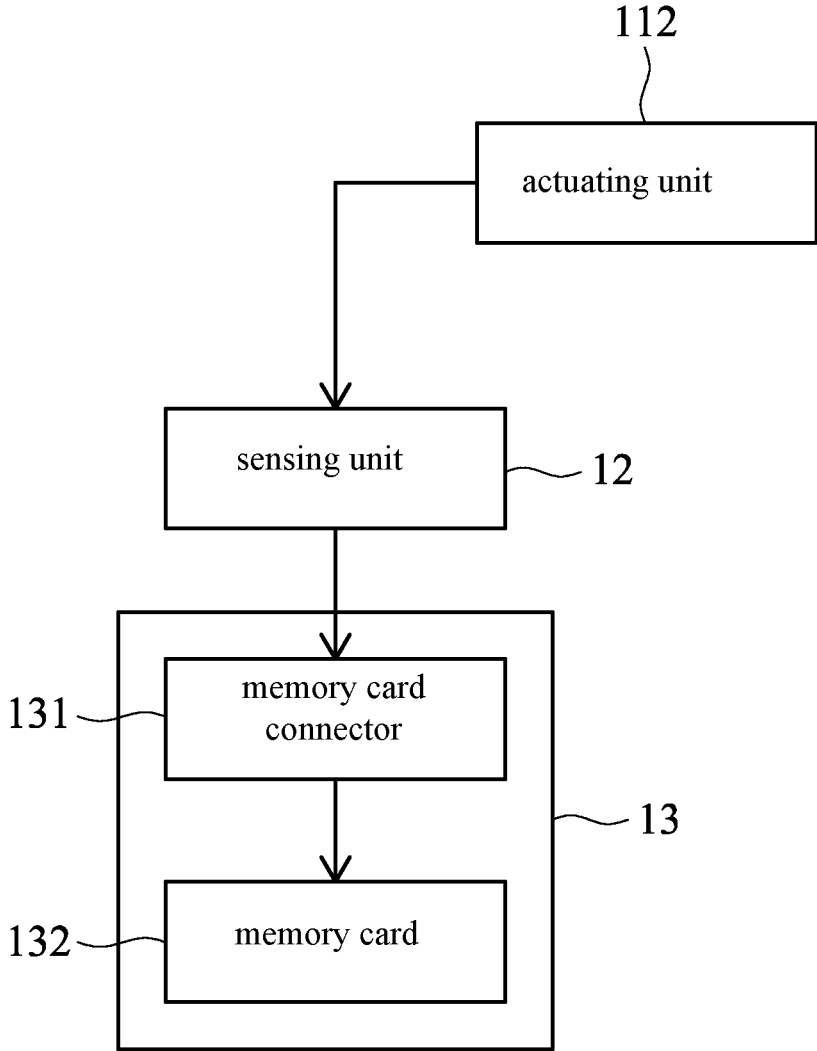 112
actuating unit
sensing unit
12
memory card
connector
131
13
memory card
132